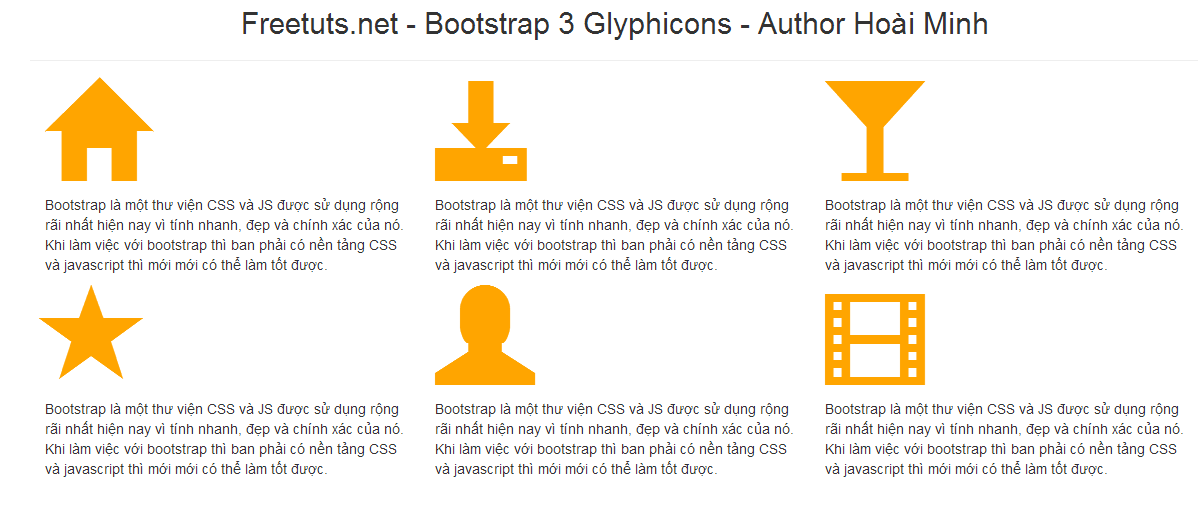 Freetuts.net - Bootstrap 3 Glyphicons - Author Hoài Minh
Bootstrap là một thư viện CSS và JS được sử dụng rộng
rãi nhất hiện nay vì tính nhanh, đẹp và chính xác của nó.
Khi làm việc với bootstrap thì ban phải có nền tảng CSS
và javascript thì mới mới có thể làm tốt được.
Bootstrap là một thư viện CSS và JS được sử dụng rộng
rãi nhất hiện nay vì tính nhanh, đẹp và chính xác của nó.
Khi làm việc với bootstrap thì ban phải có nền tảng CSS
và javascript thì mới mới có thể làm tốt được.
Bootstrap là một thư viện CSS và JS được sử dụng rộng
rãi nhất hiện nay vì tính nhanh, đẹp và chính xác của nó.
Khi làm việc với bootstrap thì ban phải có nền tảng CSS
và javascript thì mới mới có thể làm tốt được.
Bootstrap là một thư viện CSS và JS được sử dụng rộng
rãi nhất hiện nay vì tính nhanh, đẹp và chính xác của nó.
Khi làm việc với bootstrap thì ban phải có nền tảng CSS
và javascript thì mới mới có thể làm tốt được.
Bootstrap là một thư viện CSS và JS được sử dụng rộng
rãi nhất hiện nay vì tính nhanh, đẹp và chính xác của nó.
Khi làm việc với bootstrap thì ban phải có nền tảng CSS
và javascript thì mới mới có thể làm tốt được.
Bootstrap là một thư viện CSS và JS được sử dụng rộng
rãi nhất hiện nay vì tính nhanh, đẹp và chính xác của nó.
Khi làm việc với bootstrap thì ban phải có nền tảng CSS
và javascript thì mới mới có thể làm tốt được.